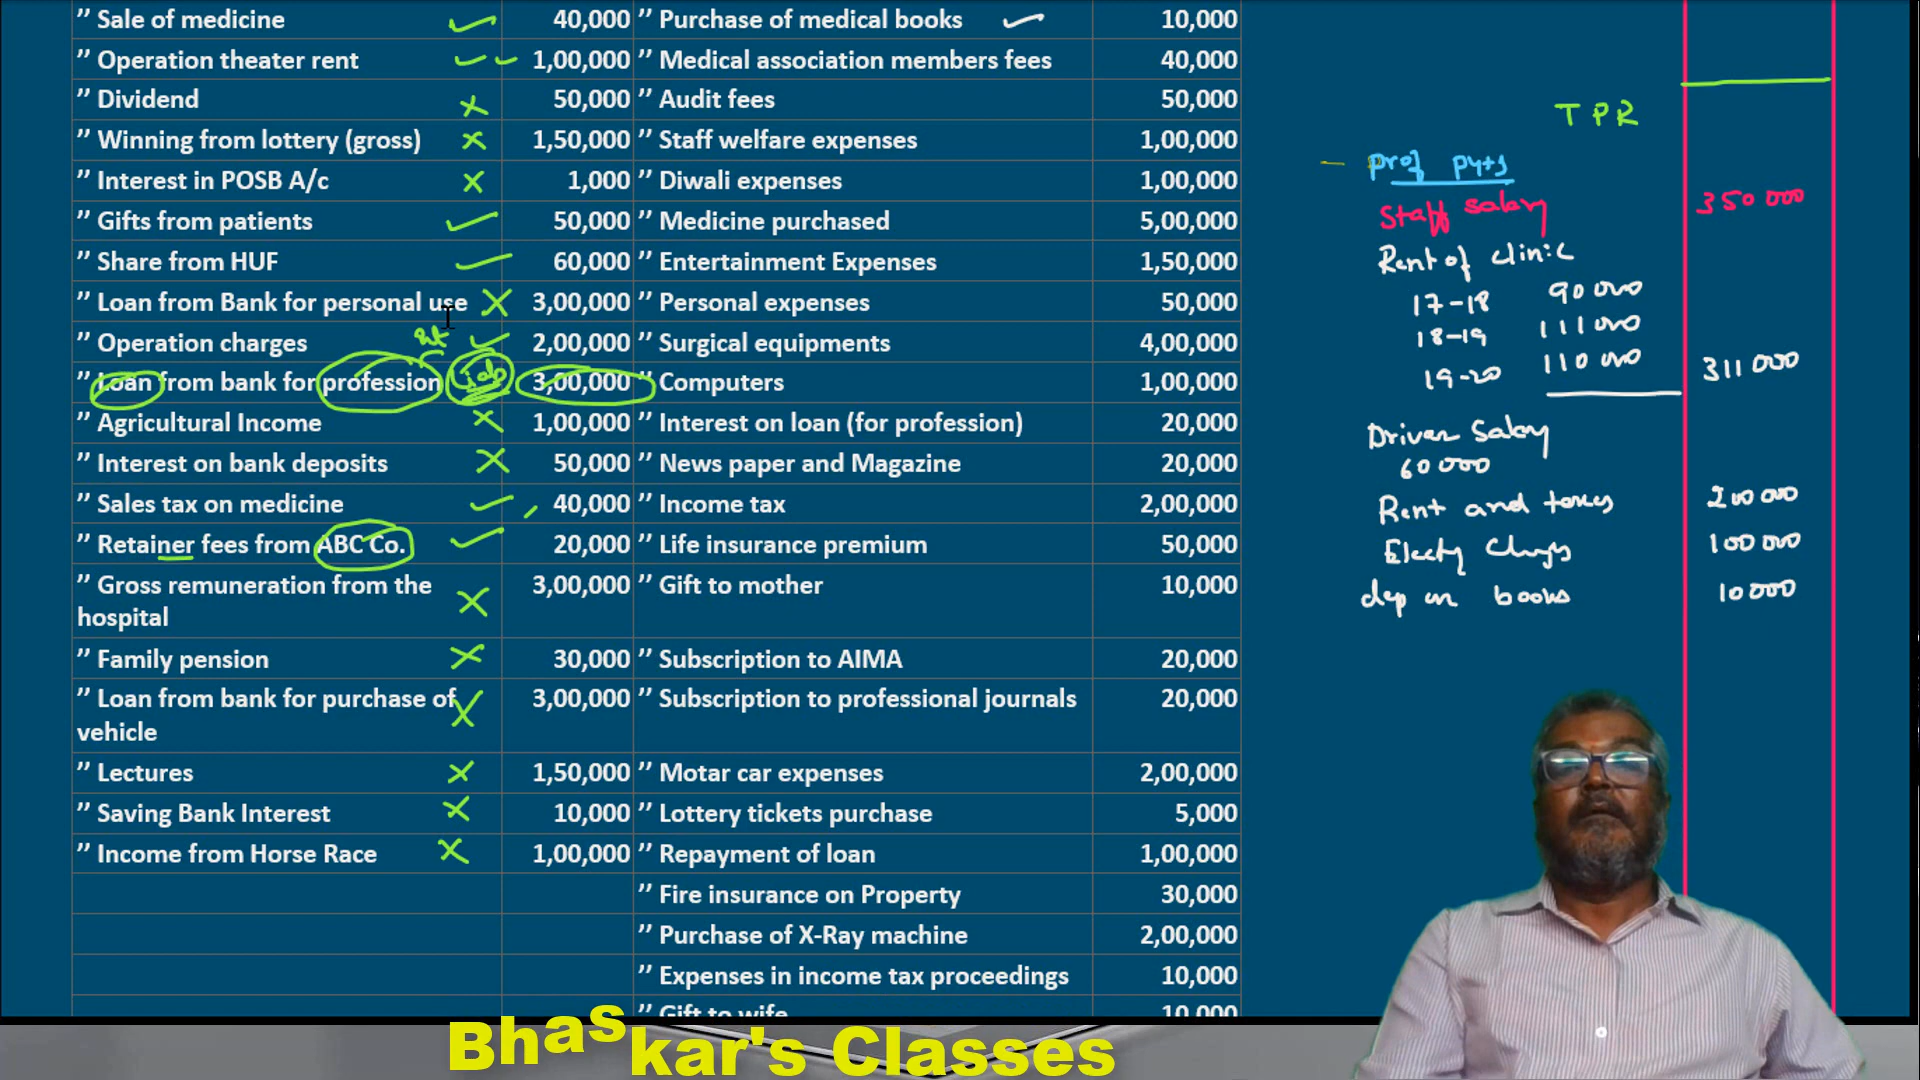 ” Sale of medicine 40,000 ” Purchase of medical books 10,000
” Operation theater rent 1,00,000 ” Medical association members fees 40,000
” Dividend 50,000 ” Audit fees 50,000
” Winning from lottery (gross) 1,50,000 ” Staff welfare expenses 1,00,000
” Interest in POSB A/c 1,000 ” Diwali expenses 1,00,000
” Gifts from patients 50,000 ” Medicine purchased 5,00,000
” Share from HUF 60,000 ” Entertainment Expenses 1,50,000
” Loan from Bank for personal use 3,00,000 ” Personal expenses 50,000
” Operation charges 2,00,000 ” Surgical equipments 4,00,000
” Loan from bank for profession 3,00,000 ” Computers 1,00,000
” Agricultural Income 1,00,000 ” Interest on loan (for profession) 20,000
” Interest on bank deposits 50,000 ” News paper and Magazine 20,000
” Sales tax on medicine 40,000 ” Income tax 2,00,000
” Retainer fees from ABC Co. 20,000 ” Life insurance premium 50,000
” Gross remuneration from the 3,00,000 ” Gift to mother 10,000
hospital
” Family pension 30,000 ” Subscription to AIMA 20,000
” Loan from bank for purchase of 3,00,000 ” Subscription to professional journals 20,000
vehicle
” Lectures 1,50,000 ” Motar car expenses 2,00,000
” Saving Bank Interest 10,000 ” Lottery tickets purchase 5,000
” Income from Horse Race 1,00,000 ” Repayment of loan 1,00,000
” Fire insurance on Property 30,000
” Purchase of X-Ray machine 2,00,000
” Expenses in income tax proceedings 10,000
” Gift to wife 10,000
T P R
Prof pyts
Staff salary 350000
Rent of clinic
17-18 90000
18-19 111000
19-20 110000 311000
Driver Salary
60000
Rent and taxes 200000
100000
dep on books 10000
Bhaskar's Classes